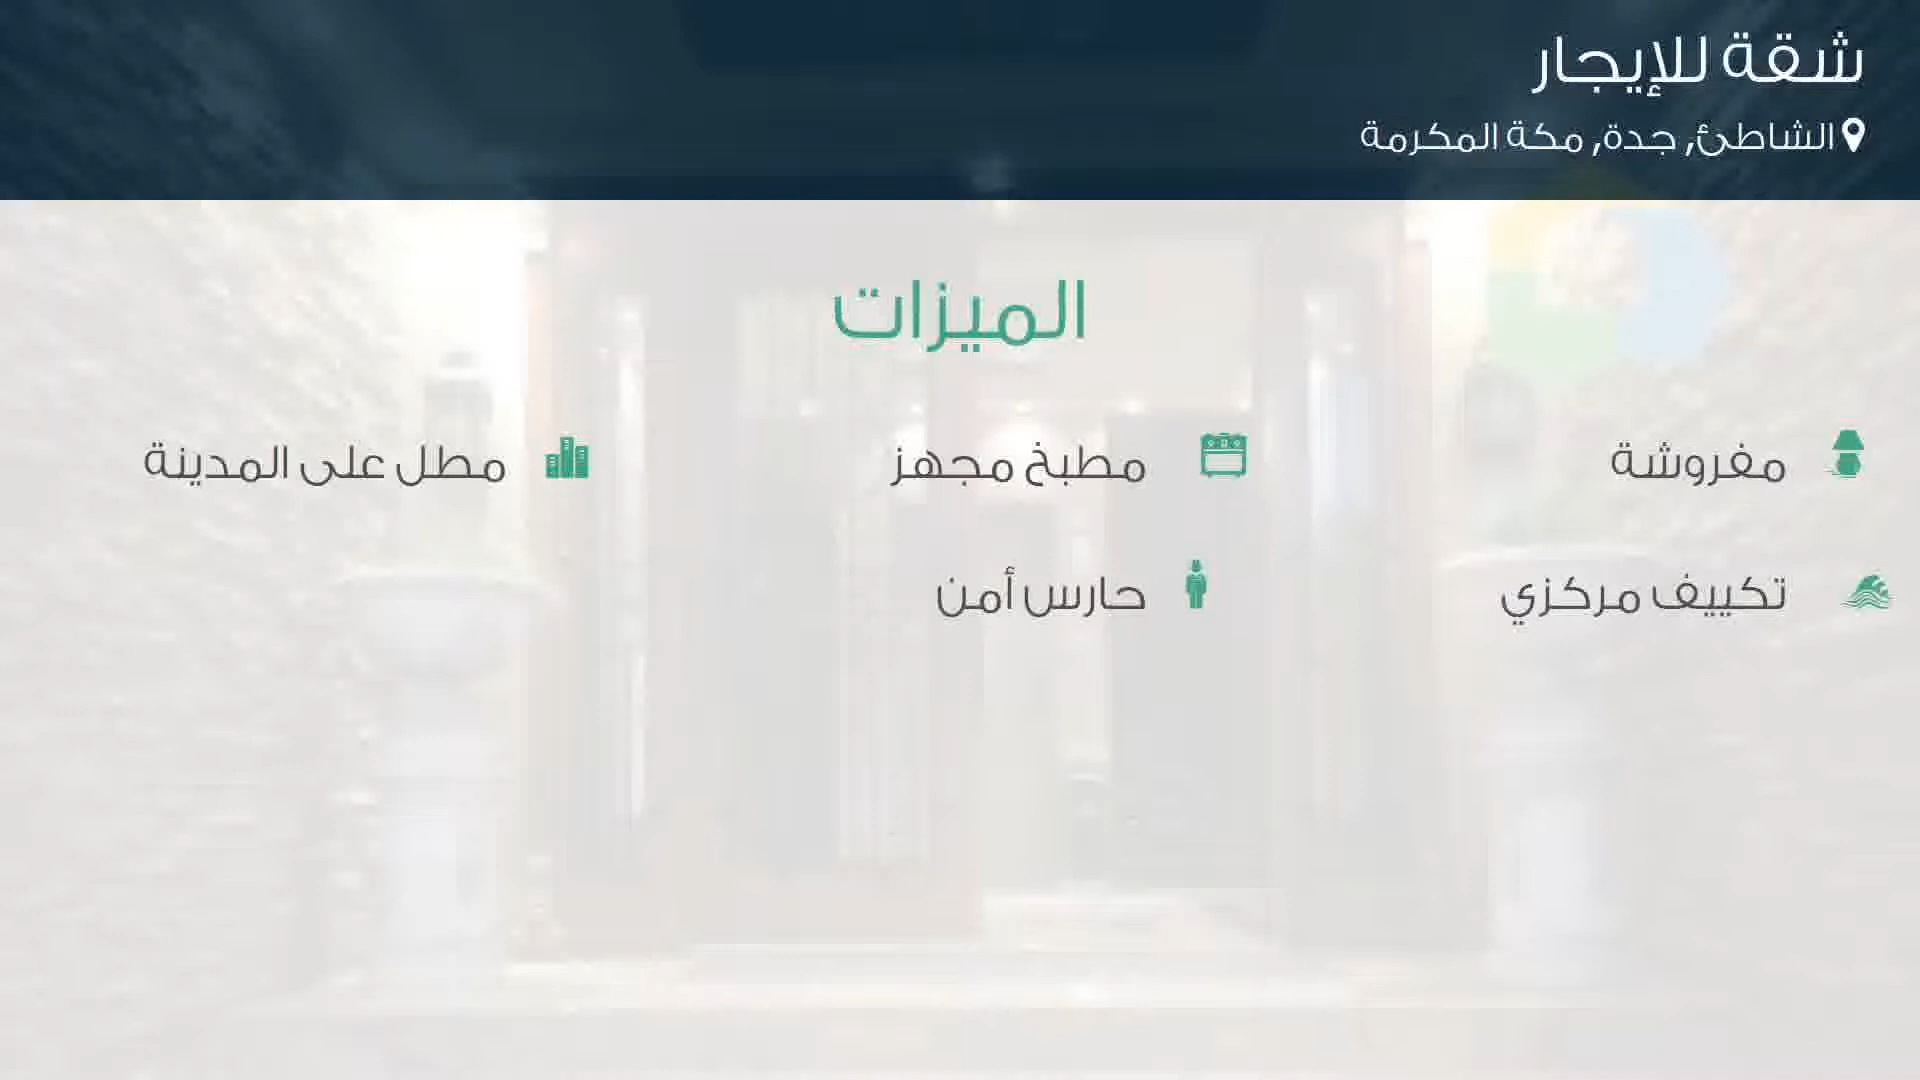 شقة للإيجار
الشاطئ, جدة, مكة المكرمة
الميزات
مفروشة
مطبخ مجهز
مطل على المدينة
تكييف مركزي
حارس أمن